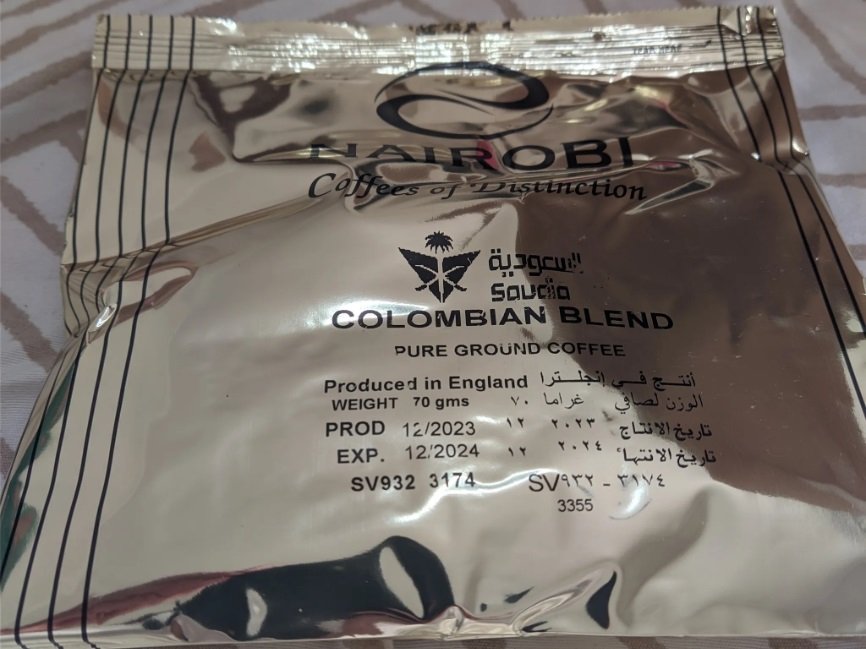 NAIROBI
Coffees of Distinction
السعودية
Saudia
COLOMBIAN BLEND
PURE GROUND COFFEE
Produced in England أنتج في إنجلترا
WEIGHT 70 gms ٧٠ غراما الوزن لصافي
PROD 12/2023 ١٢ ٢٠٢٣ تاريخ الانتاج
EXP. 12/2024 ١٢ ٢٠٢٤ تاريخ الانتهاء
SV932 3174 SV٩٣٢ - ٣١٧٤
3355